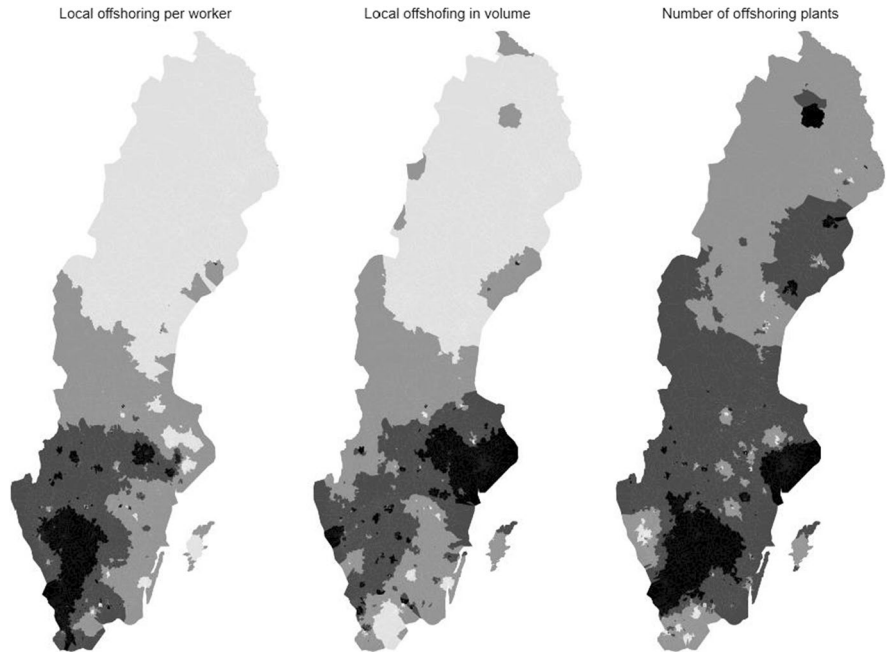 Local offshoring per worker
Local offshofing in volume
Number of offshoring plants